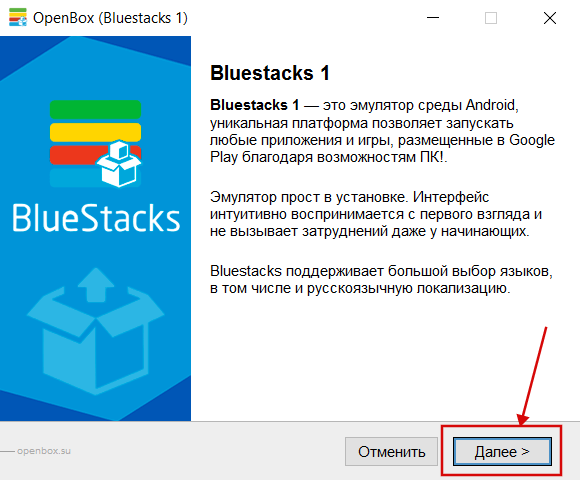 OpenBox (Bluestacks 1)
BlueStacks
Bluestacks 1
Bluestacks 1 — это эмулятор среды Android,
уникальная платформа позволяет запускать
любые приложения и игры, размещенные в Google
Play благодаря возможностям ПК!.
Эмулятор прост в установке. Интерфейс
интуитивно воспринимается с первого взгляда и
не вызывает затруднений даже у начинающих.
Bluestacks поддерживает большой выбор языков,
в том числе и русскоязычную локализацию.
openbox.su
Отменить
Далее >